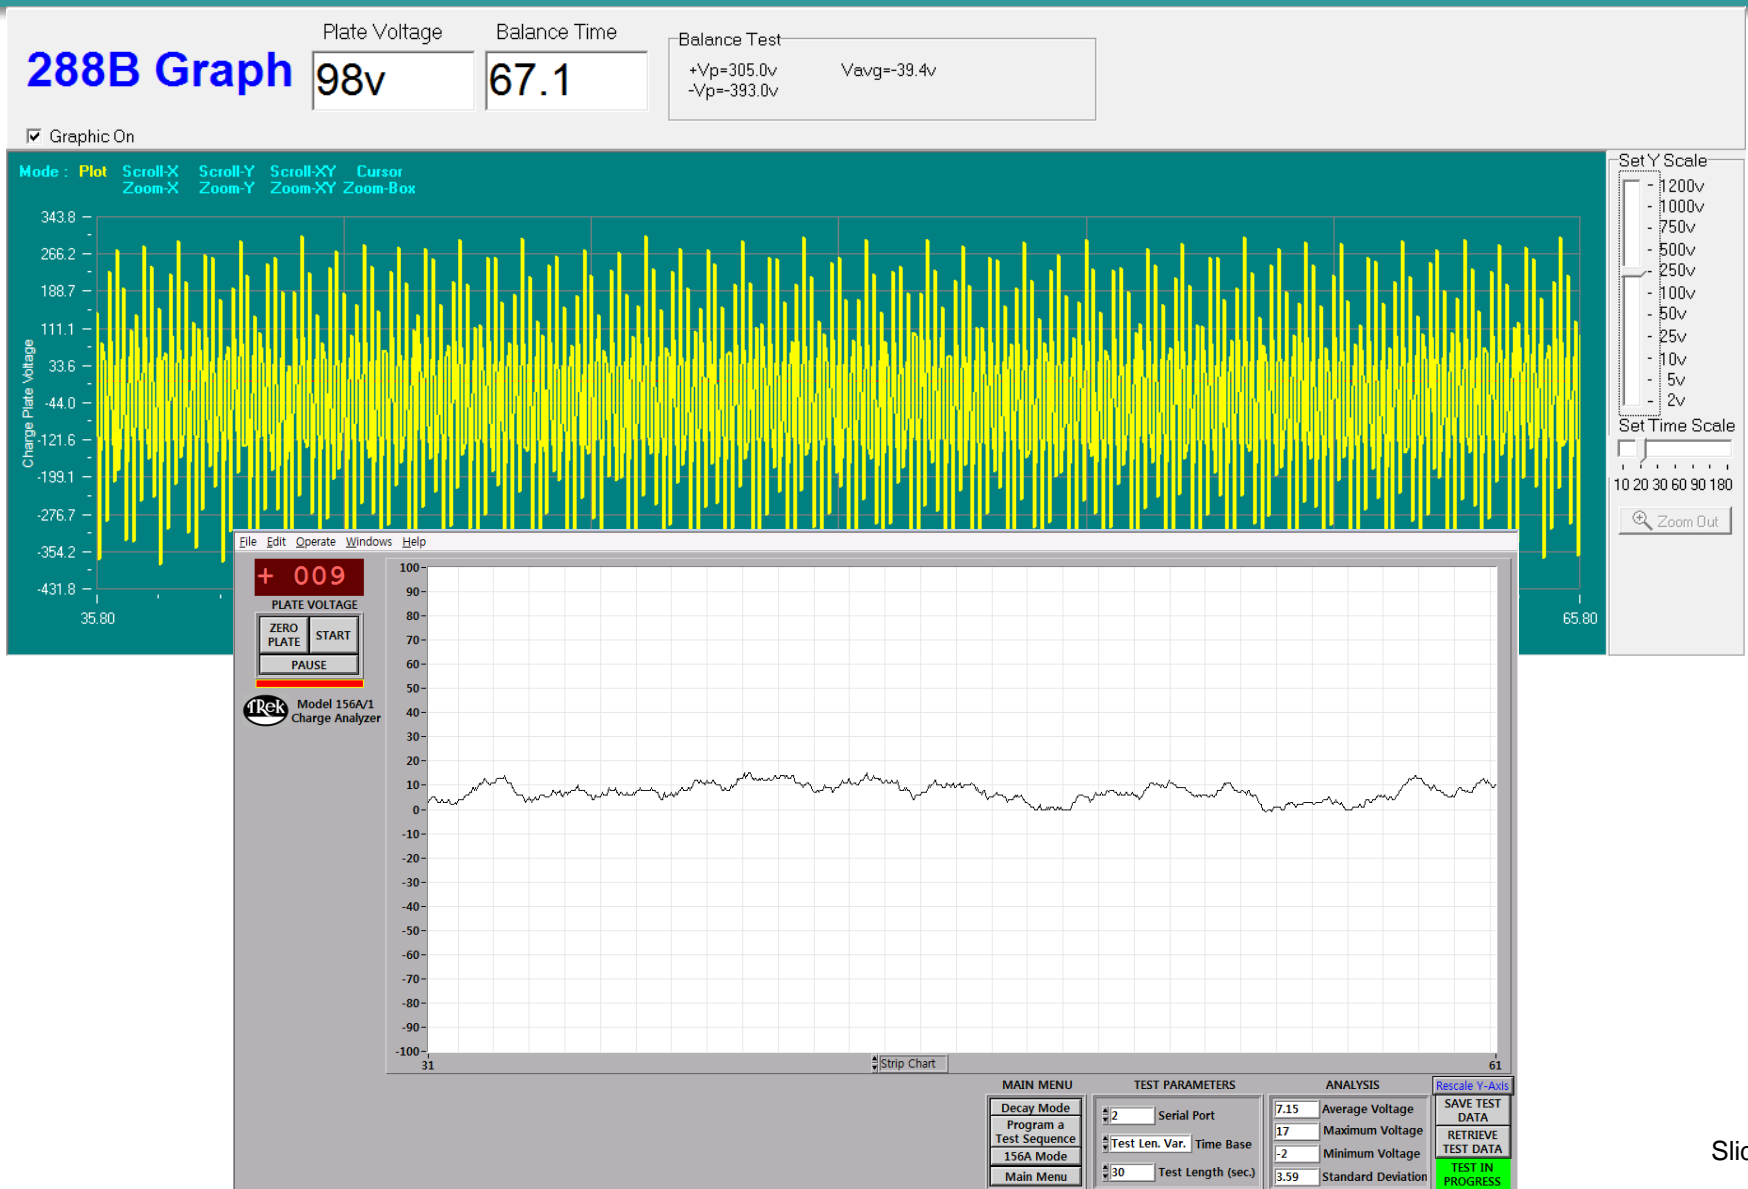 Plate Voltage Balance Time
288B Graph 98v 67.1
Balance Test
+Vp=305.0v Vavg=-39.4v
-Vp=-393.0v
Graphic On
Mode : Plot Scroll-X Scroll-Y Scroll-XY Cursor
Zoom-X Zoom-Y Zoom-XY Zoom-Box
343.8
266.2
188.7
111.1
33.6
-44.0
-121.6
-199.1
-276.7
-354.2
-431.8
Charge Plate Voltage
35.80 65.80
Set Y Scale
1200v
1000v
750v
500v
250v
100v
50v
25v
10v
5v
2v
Set Time Scale
10 20 30 60 90 180
Zoom Out
File Edit Operate Windows Help
+ 009
PLATE VOLTAGE
ZERO PLATE
START
PAUSE
TRek
Model 156A/1
Charge Analyzer
100
90
80
70
60
50
40
30
20
10
0
-10
-20
-30
-40
-50
-60
-70
-80
-90
-100
31 61
Strip Chart
MAIN MENU
Decay Mode
Program a
Test Sequence
156A Mode
Main Menu
TEST PARAMETERS
2 Serial Port
Test Len. Var. Time Base
30 Test Length (sec.)
ANALYSIS
7.15 Average Voltage
17 Maximum Voltage
-2 Minimum Voltage
3.59 Standard Deviation
Rescale Y-Axis
SAVE TEST
DATA
RETRIEVE
TEST DATA
TEST IN
PROGRESS